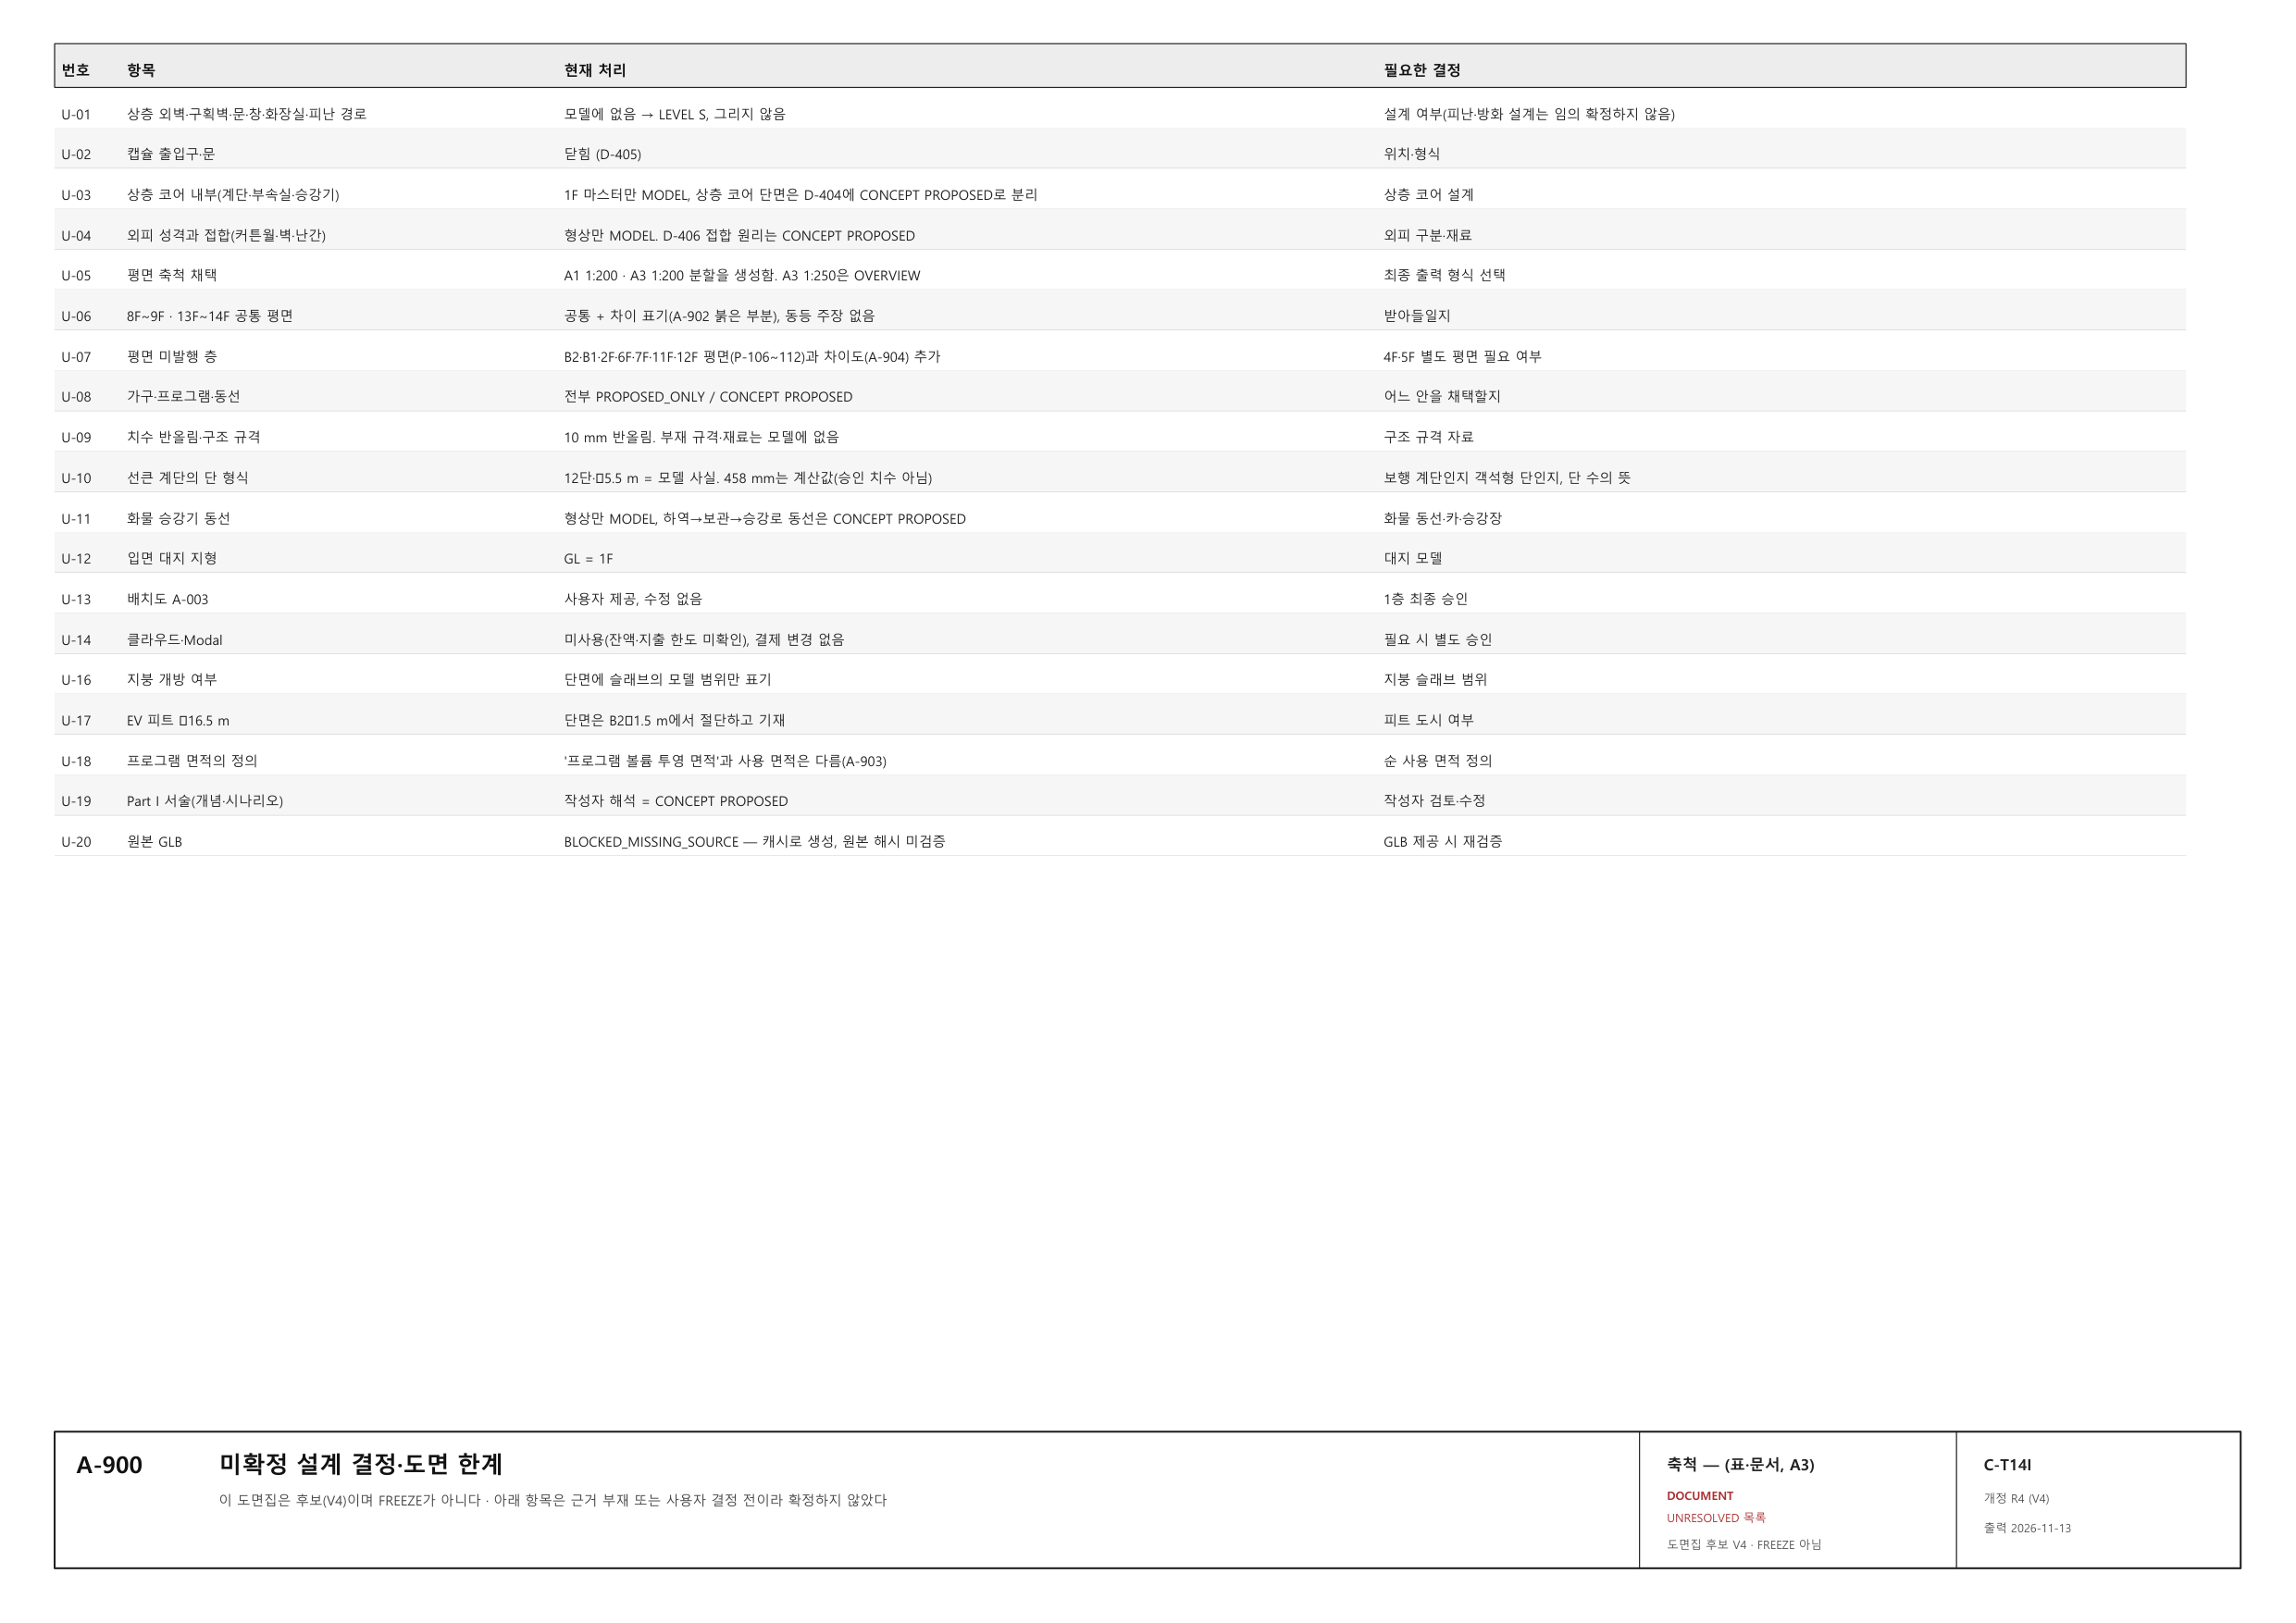 번호 항목 현재 처리 필요한 결정
U-01 상층 외벽·구획벽·문·창·화장실·피난 경로 모델에 없음 → LEVEL S, 그리지 않음 설계 여부(피난·방화 설계는 임의 확정하지 않음)
U-02 캡슐 출입구·문 닫힘 (D-405) 위치·형식
U-03 상층 코어 내부(계단·부속실·승강기) 1F 마스터만 MODEL, 상층 코어 단면은 D-404에 CONCEPT PROPOSED로 분리 상층 코어 설계
U-04 외피 성격과 접합(커튼월·벽·난간) 형상만 MODEL. D-406 접합 원리는 CONCEPT PROPOSED 외피 구분·재료
U-05 평면 축척 채택 A1 1:200 · A3 1:200 분할을 생성함. A3 1:250은 OVERVIEW 최종 출력 형식 선택
U-06 8F~9F · 13F~14F 공통 평면 공통 + 차이 표기(A-902 붉은 부분), 동등 주장 없음 받아들일지
U-07 평면 미발행 층 B2·B1·2F·6F·7F·11F·12F 평면(P-106~112)과 차이도(A-904) 추가 4F·5F 별도 평면 필요 여부
U-08 가구·프로그램·동선 전부 PROPOSED_ONLY / CONCEPT PROPOSED 어느 안을 채택할지
U-09 치수 반올림·구조 규격 10 mm 반올림. 부재 규격·재료는 모델에 없음 구조 규격 자료
U-10 선큰 계단의 단 형식 12단·□5.5 m = 모델 사실. 458 mm는 계산값(승인 치수 아님) 보행 계단인지 객석형 단인지, 단 수의 뜻
U-11 화물 승강기 동선 형상만 MODEL, 하역→보관→승강로 동선은 CONCEPT PROPOSED 화물 동선·카·승강장
U-12 입면 대지 지형 GL = 1F 대지 모델
U-13 배치도 A-003 사용자 제공, 수정 없음 1층 최종 승인
U-14 클라우드·Modal 미사용(잔액·지출 한도 미확인), 결제 변경 없음 필요 시 별도 승인
U-16 지붕 개방 여부 단면에 슬래브의 모델 범위만 표기 지붕 슬래브 범위
U-17 EV 피트 □16.5 m 단면은 B2□1.5 m에서 절단하고 기재 피트 도시 여부
U-18 프로그램 면적의 정의 '프로그램 볼륨 투영 면적'과 사용 면적은 다름(A-903) 순 사용 면적 정의
U-19 Part I 서술(개념·시나리오) 작성자 해석 = CONCEPT PROPOSED 작성자 검토·수정
U-20 원본 GLB BLOCKED_MISSING_SOURCE — 캐시로 생성, 원본 해시 미검증 GLB 제공 시 재검증
A-900 미확정 설계 결정·도면 한계
이 도면집은 후보(V4)이며 FREEZE가 아니다 · 아래 항목은 근거 부재 또는 사용자 결정 전이라 확정하지 않았다
축척 — (표·문서, A3)
DOCUMENT
UNRESOLVED 목록
도면집 후보 V4 · FREEZE 아님
C-T14I
개정 R4 (V4)
출력 2026-11-13